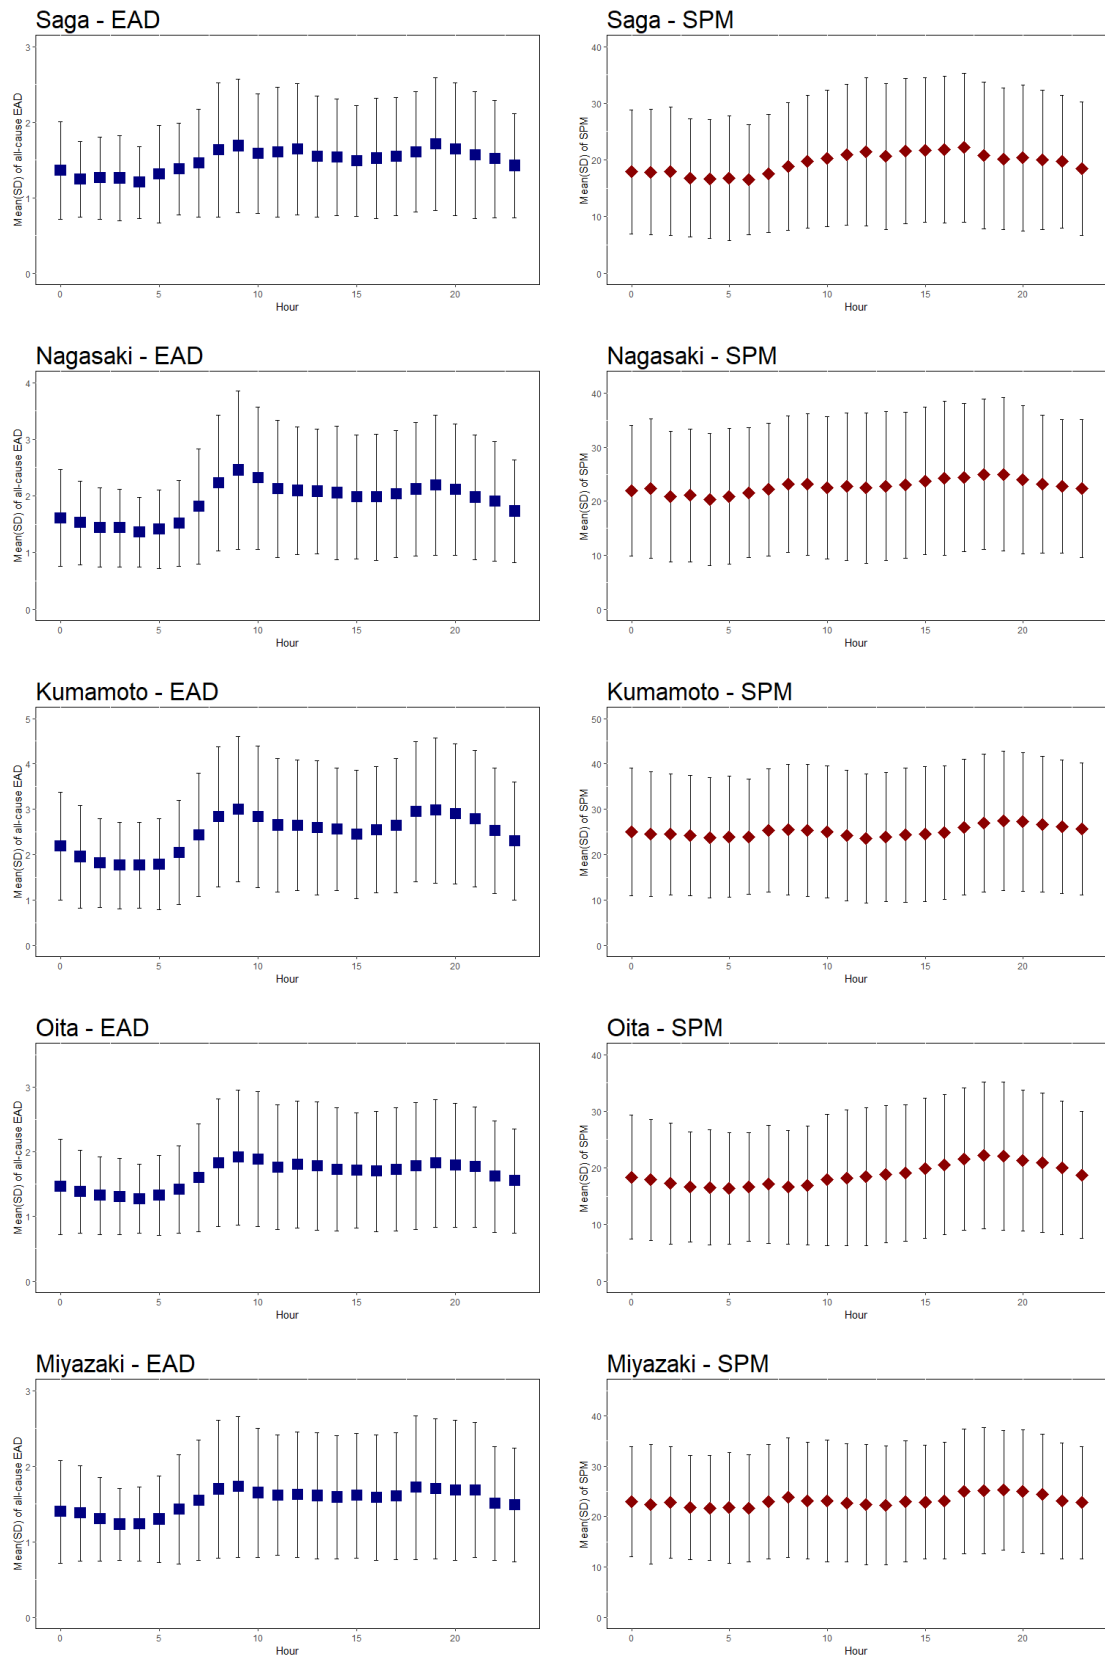 Saga - EAD
Mean(SD) of all-cause EAD
3
2
1
0
0 5 10 15 20
Hour
Saga - SPM
Mean(SD) of SPM
40
30
20
10
0
0 5 10 15 20
Hour
Nagasaki - EAD
Mean(SD) of all-cause EAD
4
3
2
1
0
0 5 10 15 20
Hour
Nagasaki - SPM
Mean(SD) of SPM
40
30
20
10
0
0 5 10 15 20
Hour
Kumamoto - EAD
Mean(SD) of all-cause EAD
5
4
3
2
1
0
0 5 10 15 20
Hour
Kumamoto - SPM
Mean(SD) of SPM
50
40
30
20
10
0
0 5 10 15 20
Hour
Oita - EAD
Mean(SD) of all-cause EAD
3
2
1
0
0 5 10 15 20
Hour
Oita - SPM
Mean(SD) of SPM
40
30
20
10
0
0 5 10 15 20
Hour
Miyazaki - EAD
Mean(SD) of all-cause EAD
3
2
1
0
0 5 10 15 20
Hour
Miyazaki - SPM
Mean(SD) of SPM
40
30
20
10
0
0 5 10 15 20
Hour